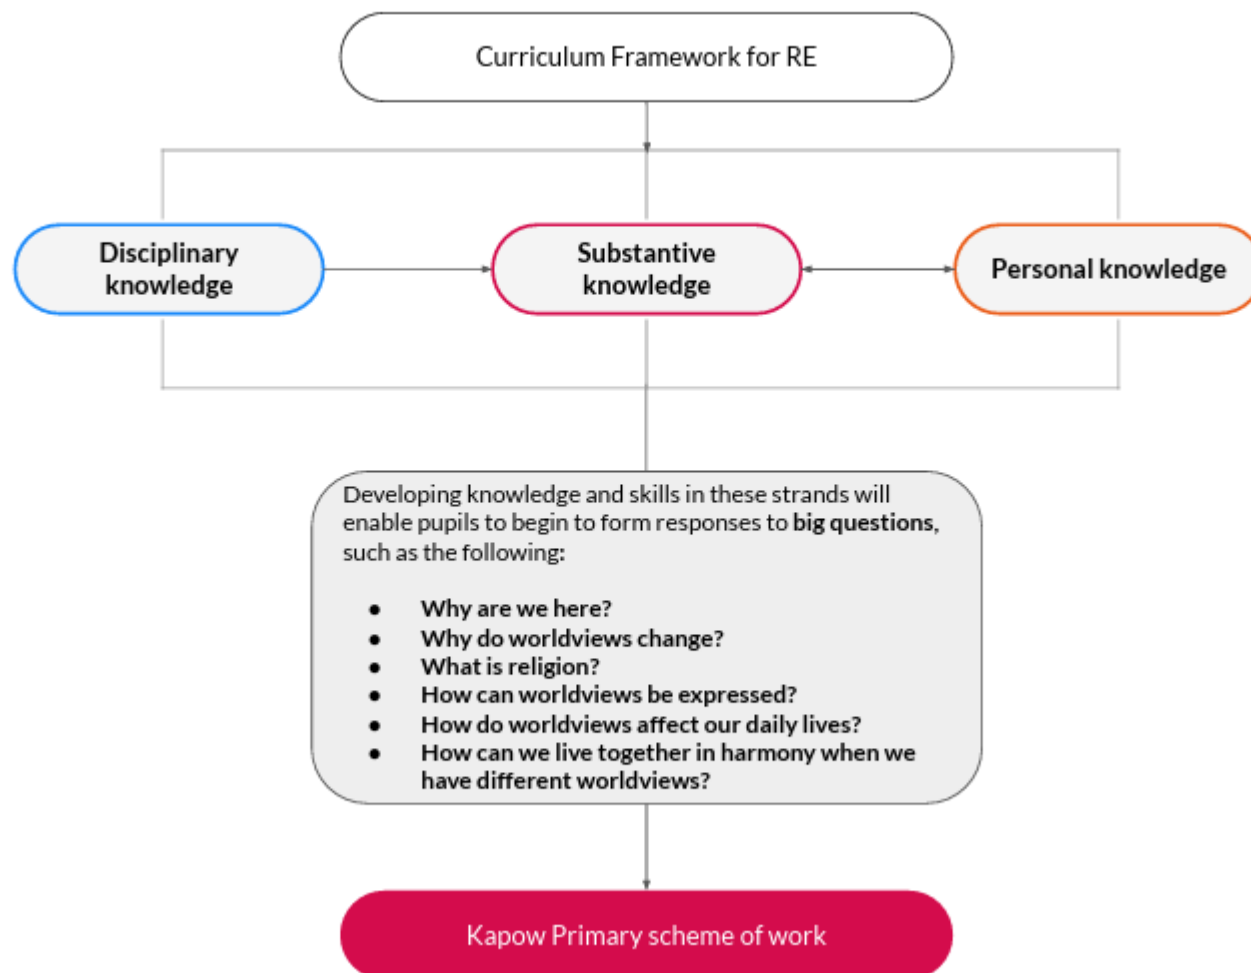 Curriculum Framework for RE
Disciplinary
knowledge
Substantive
knowledge
Personal knowledge
Developing knowledge and skills in these strands will
enable pupils to begin to form responses to big questions,
such as the following:
● Why are we here?
● Why do worldviews change?
● What is religion?
● How can worldviews be expressed?
● How do worldviews affect our daily lives?
● How can we live together in harmony when we
have different worldviews?
Kapow Primary scheme of work